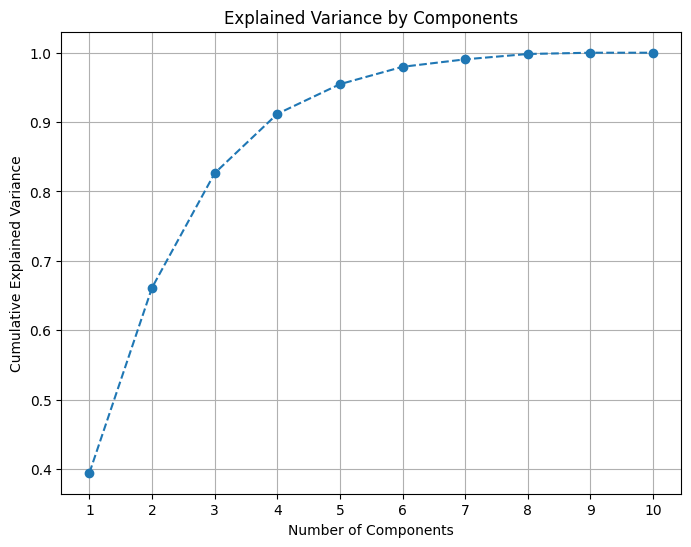 Explained Variance by Components
Cumulative Explained Variance
1.0
0.9
0.8
0.7
0.6
0.5
0.4
1 2 3 4 5 6 7 8 9 10
Number of Components